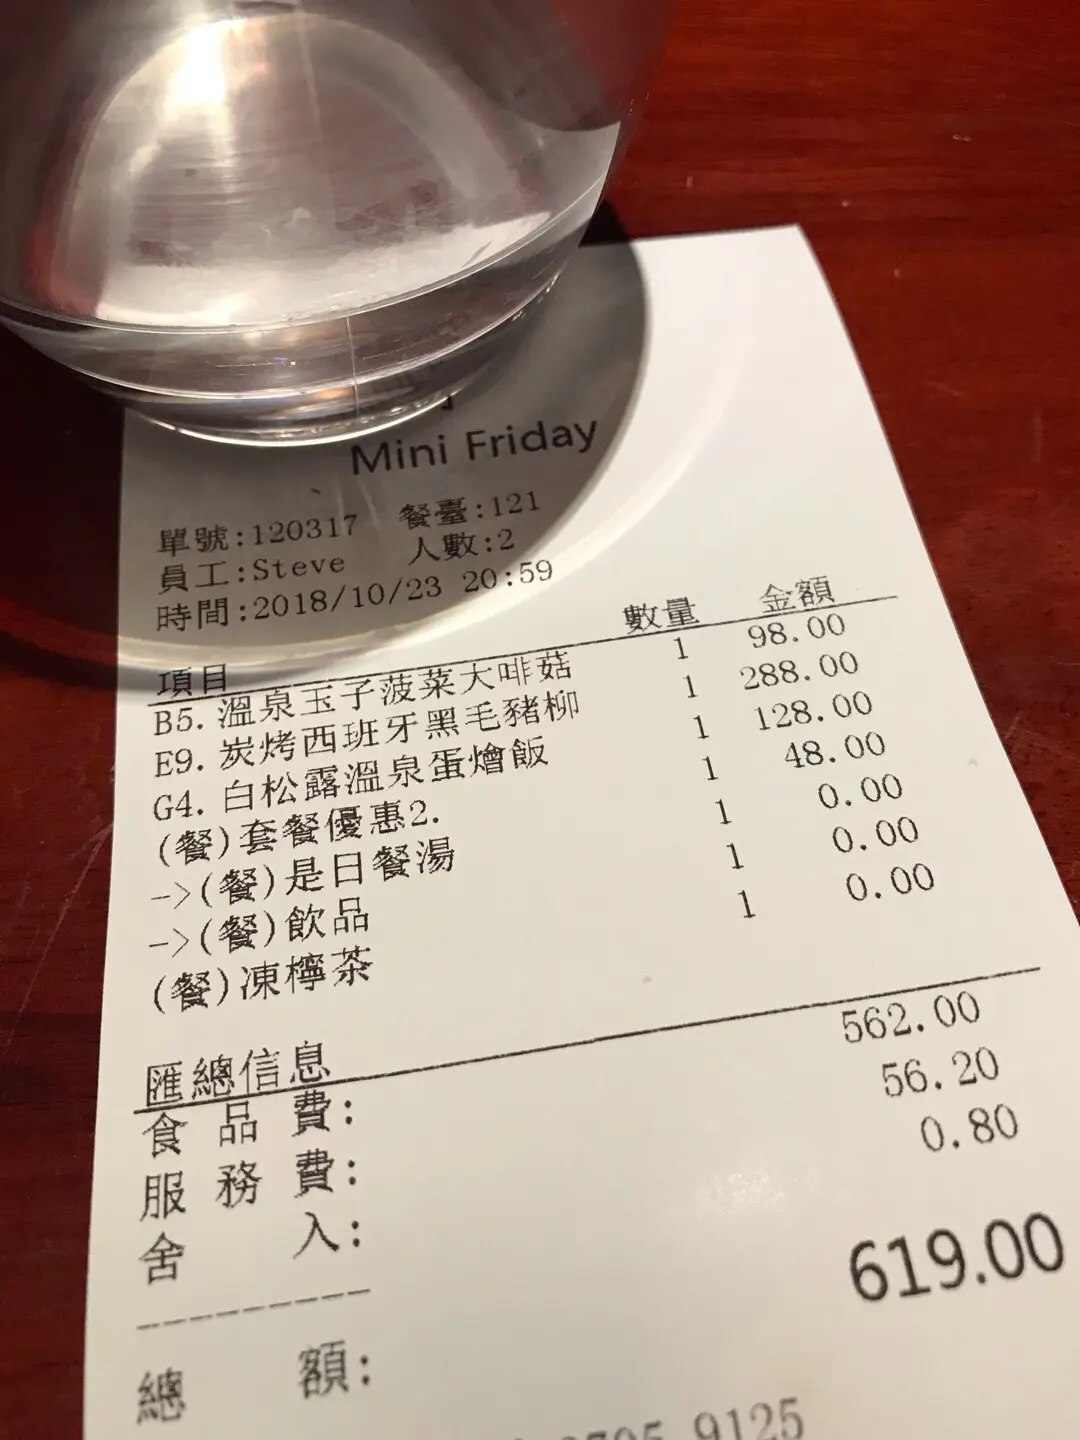 Mini Friday
單號:120317 餐臺:121
員工:Steve 人數:2
時間:2018/10/23 20:59
項目 數量 金額
B5. 溫泉玉子菠菜大啡菇 1 98.00
E9. 炭烤西班牙黑毛豬柳 1 288.00
G4. 白松露溫泉蛋燴飯 1 128.00
(餐)套餐優惠2. 1 48.00
->(餐)是日餐湯 1 0.00
->(餐)飲品 1 0.00
(餐)凍檸茶 1 0.00
匯總信息
食品費: 562.00
服務費: 56.20
舍入: 0.80
---------
總額: 619.00
9125